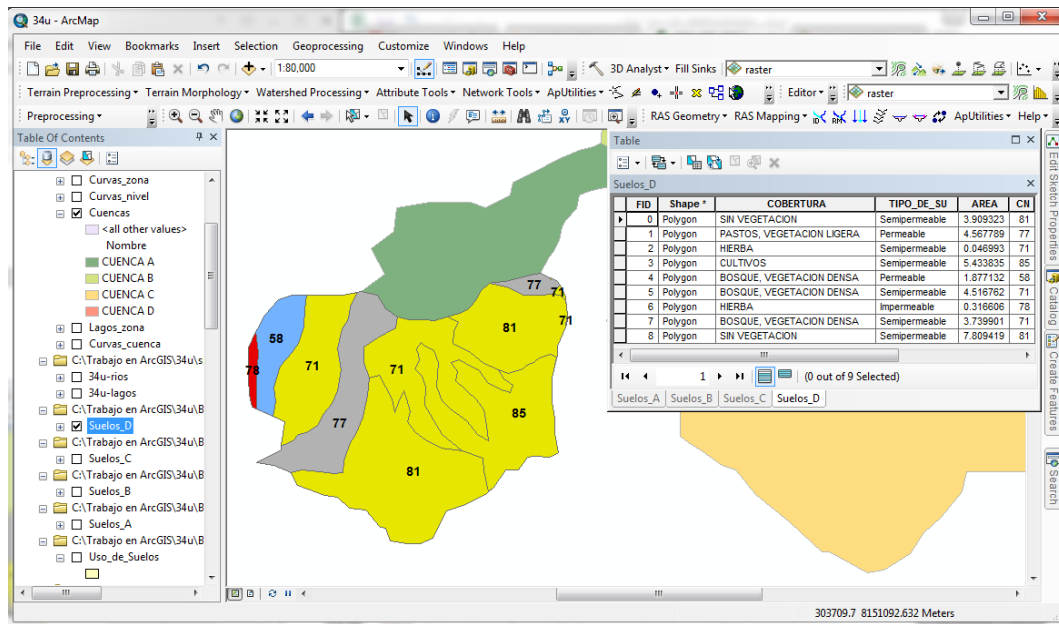 34u - ArcMap
File Edit View Bookmarks Insert Selection Geoprocessing Customize Windows Help
1:80,000 3D Analyst Fill Sinks raster
Terrain Preprocessing Terrain Morphology Watershed Processing Attribute Tools Network Tools ApUtilities Editor raster
Preprocessing RAS Geometry RAS Mapping ApUtilities Help
Table Of Contents
Curvas_zona
Curvas_nivel
Cuencas
<all other values>
Nombre
CUENCA A
CUENCA B
CUENCA C
CUENCA D
Lagos_zona
Curvas_cuenca
C:\Trabajo en ArcGIS\34u\s
34u-rios
34u-lagos
C:\Trabajo en ArcGIS\34u\B
Suelos_D
C:\Trabajo en ArcGIS\34u\B
Suelos_C
C:\Trabajo en ArcGIS\34u\B
Suelos_B
C:\Trabajo en ArcGIS\34u\B
Suelos_A
C:\Trabajo en ArcGIS\34u\B
Uso_de_Suelos
77
71
71
81
58
71
71
78
77
85
81
Table
Suelos_D
FID Shape * COBERTURA TIPO_DE_SU AREA CN
0 Polygon SIN VEGETACION Semipermeable 3.909323 81
1 Polygon PASTOS, VEGETACION LIGERA Permeable 4.567789 77
2 Polygon HIERBA Semipermeable 0.046993 71
3 Polygon CULTIVOS Semipermeable 5.433835 85
4 Polygon BOSQUE, VEGETACION DENSA Permeable 1.877132 58
5 Polygon BOSQUE, VEGETACION DENSA Semipermeable 4.516762 71
6 Polygon HIERBA Impermeable 0.316606 78
7 Polygon BOSQUE, VEGETACION DENSA Semipermeable 3.739901 71
8 Polygon SIN VEGETACION Semipermeable 7.809419 81
1 (0 out of 9 Selected)
Suelos_A Suelos_B Suelos_C Suelos_D
Edit Sketch Properties
Catalog
Create Features
Search
303709.7 8151092.632 Meters